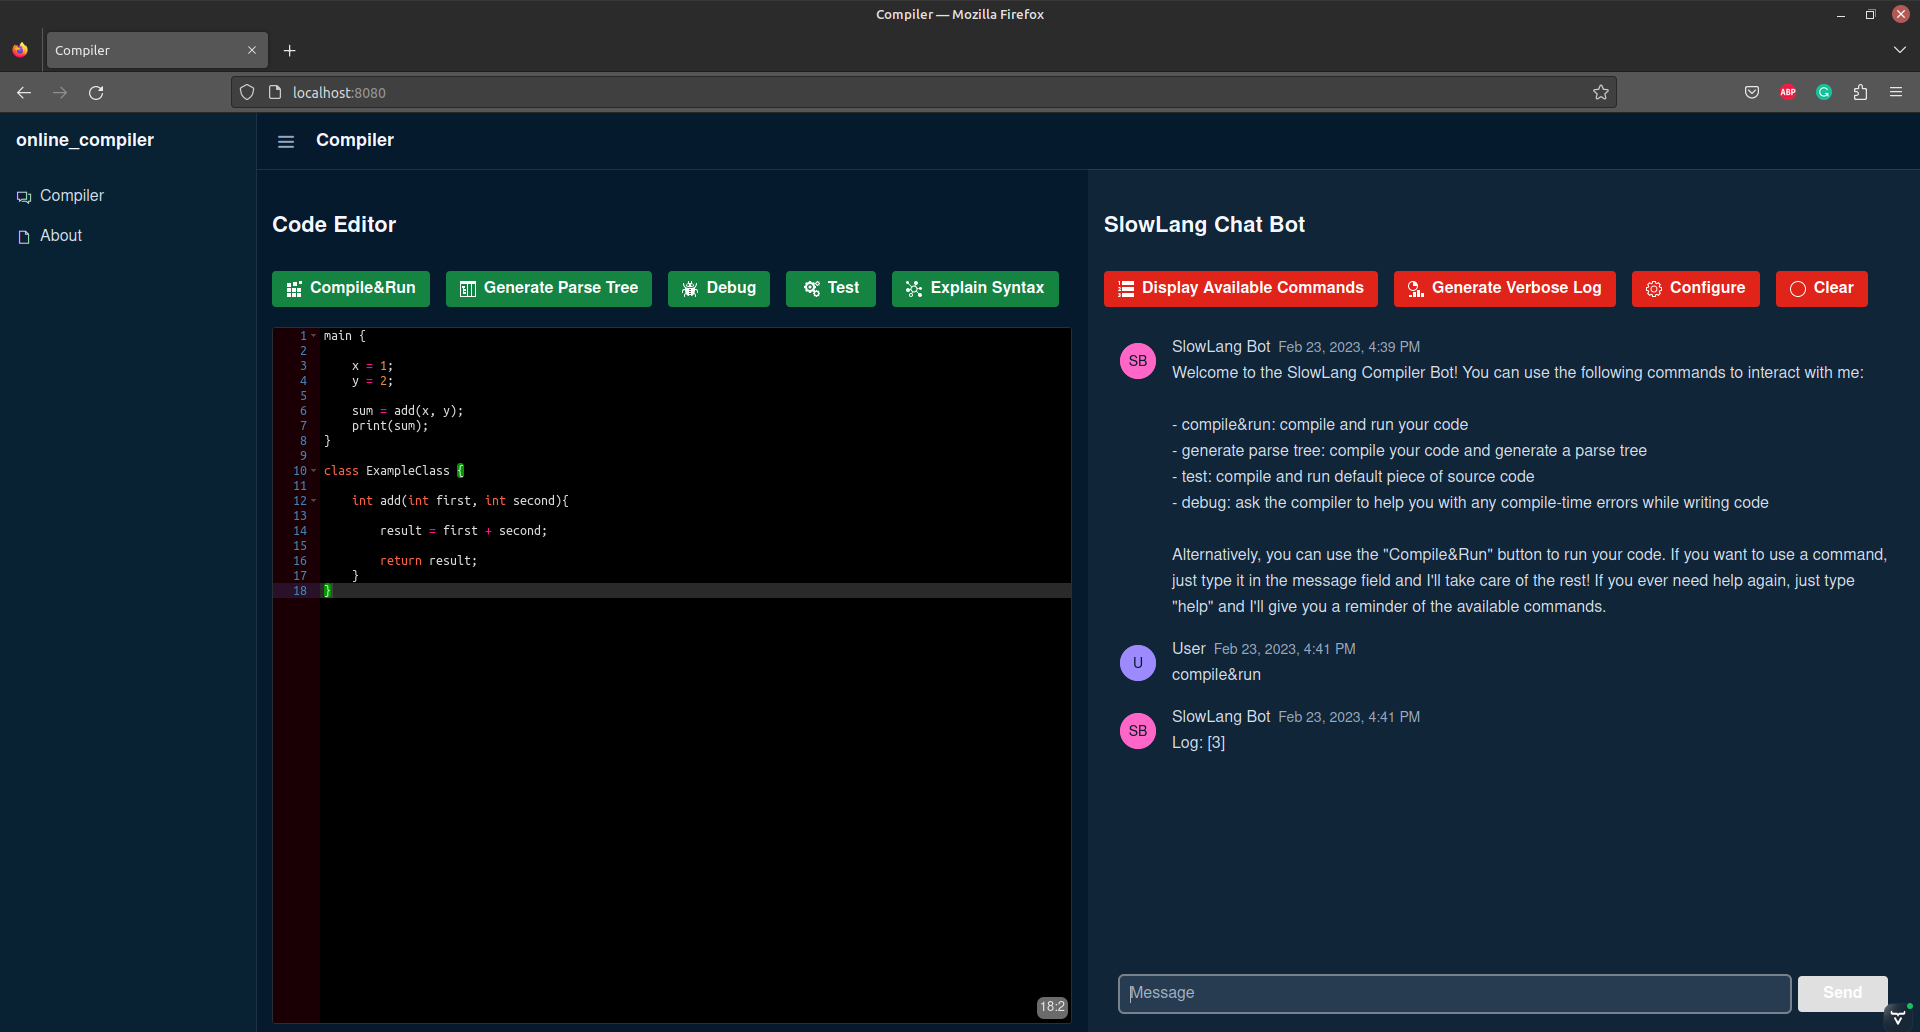 Compiler — Mozilla Firefox
Compiler
localhost:8080
ABP
online_compiler
Compiler
Compiler
About
Code Editor
Compile&Run
Generate Parse Tree
Debug
Test
Explain Syntax
1 main {
2
3 x = 1;
4 y = 2;
5
6 sum = add(x, y);
7 print(sum);
8 }
9
10 class ExampleClass {
11
12 int add(int first, int second){
13
14 result = first + second;
15
16 return result;
17 }
18 }
18:2
SlowLang Chat Bot
Display Available Commands
Generate Verbose Log
Configure
Clear
SB
SlowLang Bot Feb 23, 2023, 4:39 PM
Welcome to the SlowLang Compiler Bot! You can use the following commands to interact with me:
- compile&run: compile and run your code
- generate parse tree: compile your code and generate a parse tree
- test: compile and run default piece of source code
- debug: ask the compiler to help you with any compile-time errors while writing code
Alternatively, you can use the "Compile&Run" button to run your code. If you want to use a command,
just type it in the message field and I'll take care of the rest! If you ever need help again, just type
"help" and I'll give you a reminder of the available commands.
U
User Feb 23, 2023, 4:41 PM
compile&run
SB
SlowLang Bot Feb 23, 2023, 4:41 PM
Log: [3]
Message
Send